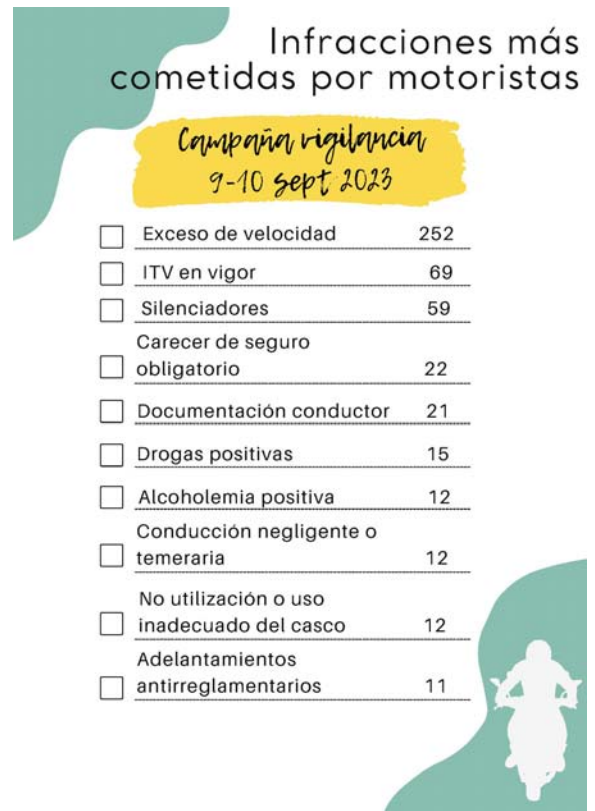 Infracciones más
cometidas por motoristas
Campaña vigilancia
9-10 Sept 2023
Exceso de velocidad 252
ITV en vigor 69
Silenciadores 59
Carecer de seguro
obligatorio 22
Documentación conductor 21
Drogas positivas 15
Alcoholemia positiva 12
Conducción negligente o
temeraria 12
No utilización o uso
inadecuado del casco 12
Adelantamientos
antirreglamentarios 11